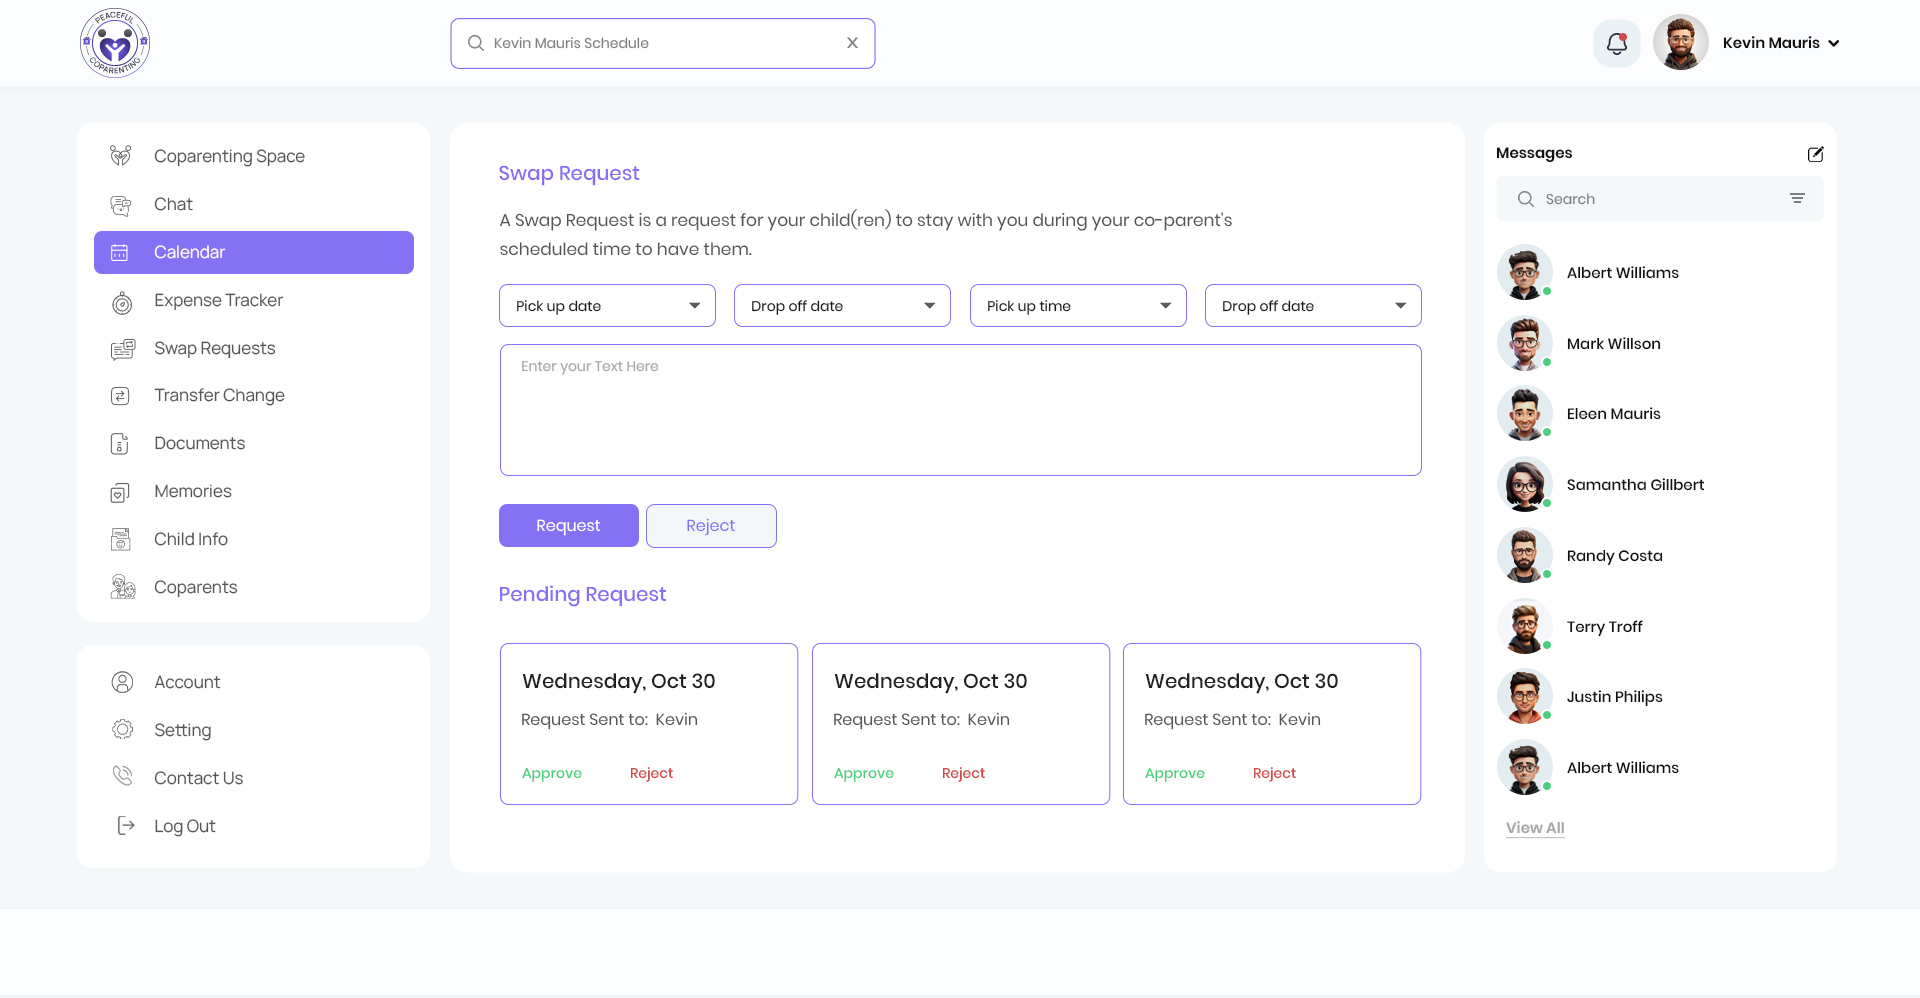 PEACEFUL
COPARENTING
Kevin Mauris Schedule
X
Kevin Mauris
Coparenting Space
Chat
Calendar
Expense Tracker
Swap Requests
Transfer Change
Documents
Memories
Child Info
Coparents
Account
Setting
Contact Us
Log Out
Swap Request
A Swap Request is a request for your child(ren) to stay with you during your co-parent's
scheduled time to have them.
Pick up date
Drop off date
Pick up time
Drop off date
Enter your Text Here
Request
Reject
Pending Request
Wednesday, Oct 30
Request Sent to: Kevin
Approve
Reject
Wednesday, Oct 30
Request Sent to: Kevin
Approve
Reject
Wednesday, Oct 30
Request Sent to: Kevin
Approve
Reject
Messages
Search
Albert Williams
Mark Willson
Eleen Mauris
Samantha Gillbert
Randy Costa
Terry Troff
Justin Philips
Albert Williams
View All